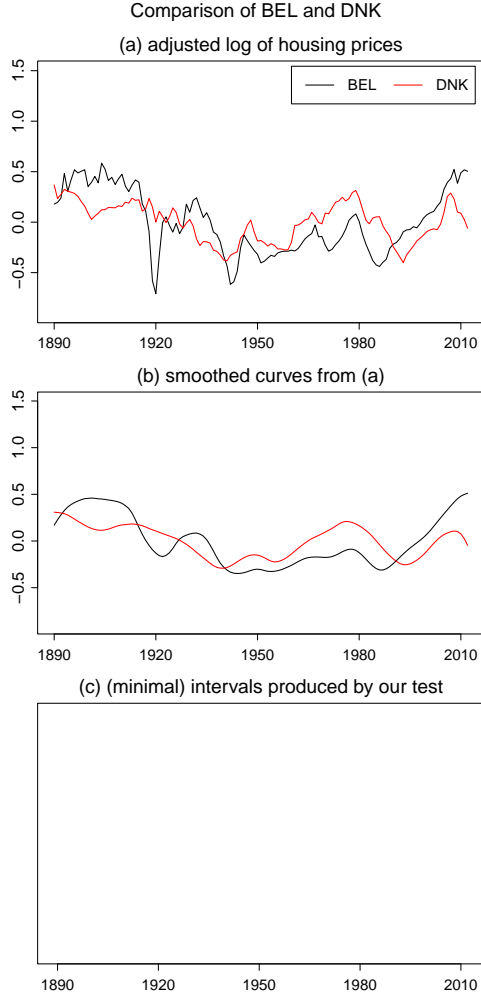 Comparison of BEL and DNK
(a) adjusted log of housing prices
BEL DNK
1.5
1.0
0.5
0.0
−0.5
1890 1920 1950 1980 2010
(b) smoothed curves from (a)
1.5
1.0
0.5
0.0
−0.5
1890 1920 1950 1980 2010
(c) (minimal) intervals produced by our test
1890 1920 1950 1980 2010